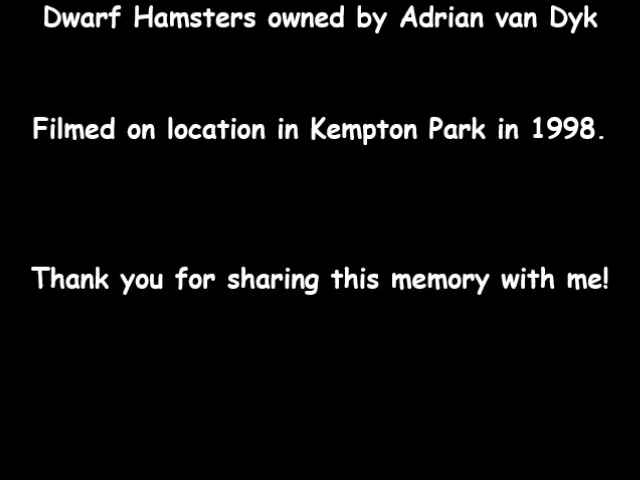 Dwarf Hamsters owned by Adrian van Dyk
Filmed on location in Kempton Park in 1998.
Thank you for sharing this memory with me!